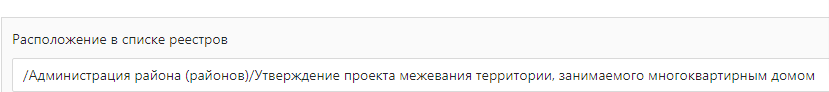 Расположение в списке реестров
/Администрация района (районов)/Утверждение проекта межевания территории, занимаемого многоквартирным домом